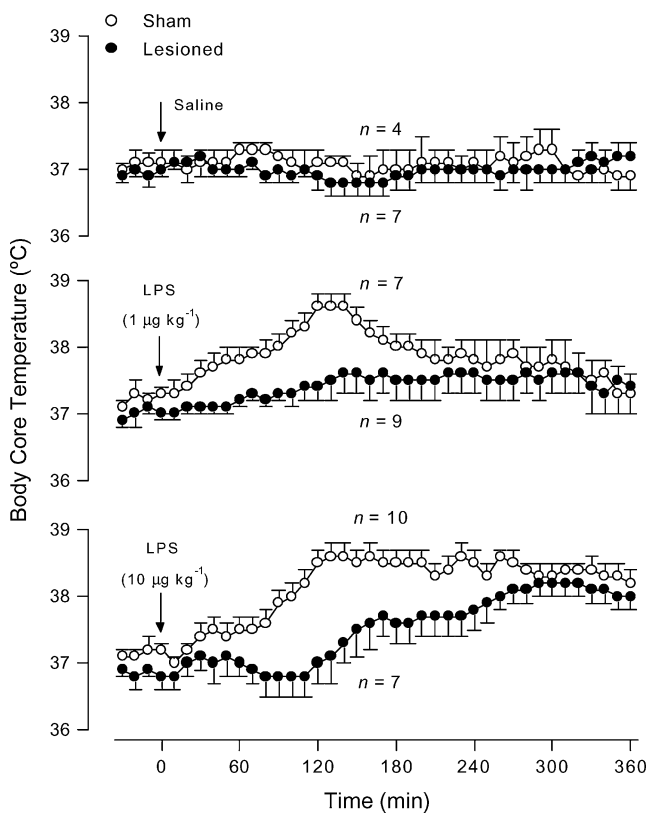 Sham
Lesioned
39
38
37
36
Saline
n = 4
n = 7
39
38
37
36
LPS
(1 μg kg⁻¹)
n = 7
n = 9
39
38
37
36
LPS
(10 μg kg⁻¹)
n = 10
n = 7
Body Core Temperature (ºC)
0 60 120 180 240 300 360
Time (min)